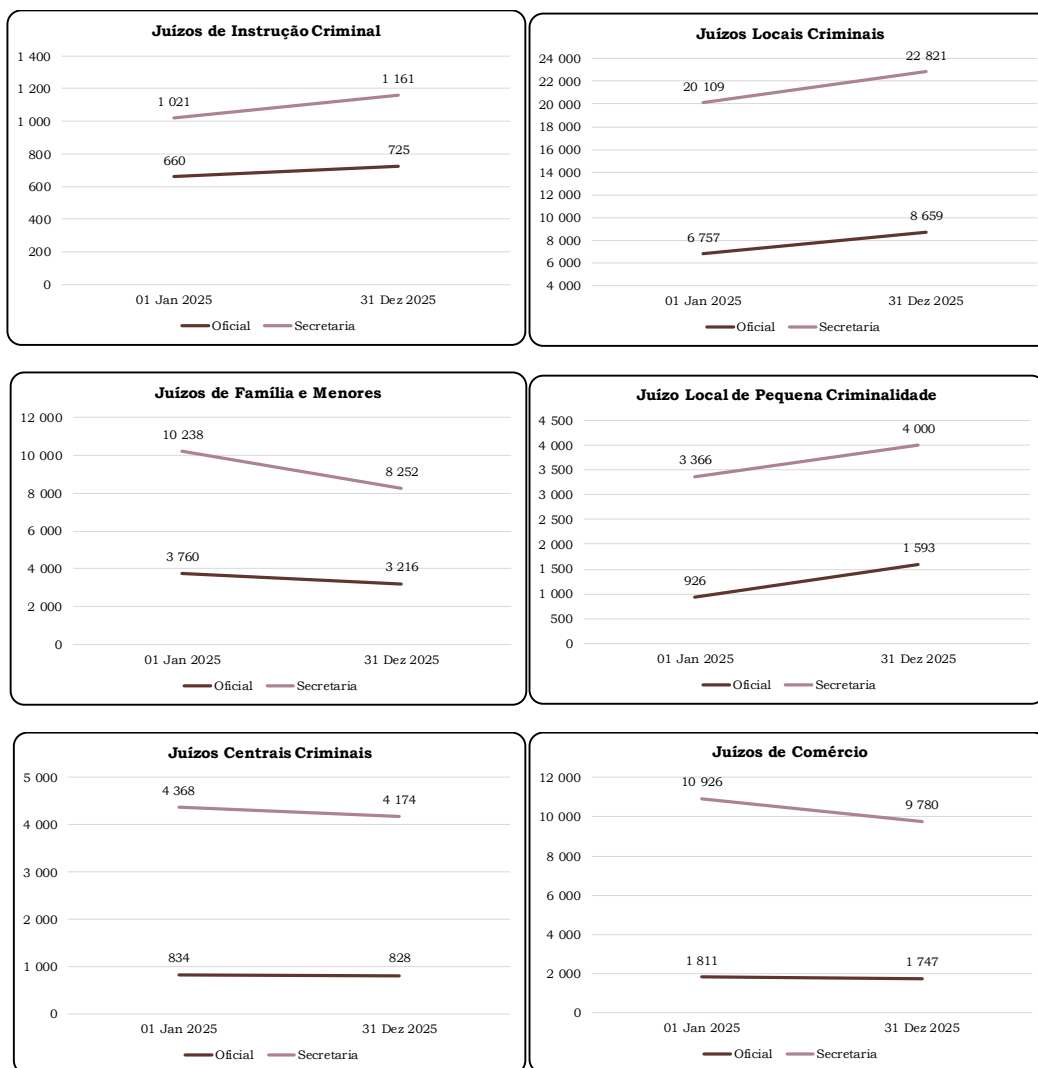 Juízos de Instrução Criminal
1 400
1 200
1 000
800
600
400
200
0
1 021
1 161
660
725
01 Jan 2025
31 Dez 2025
Oficial
Secretaria
Juízos Locais Criminais
24 000
22 000
20 000
18 000
16 000
14 000
12 000
10 000
8 000
6 000
4 000
20 109
22 821
6 757
8 659
01 Jan 2025
31 Dez 2025
Oficial
Secretaria
Juízos de Família e Menores
12 000
10 000
8 000
6 000
4 000
2 000
0
10 238
8 252
3 760
3 216
01 Jan 2025
31 Dez 2025
Oficial
Secretaria
Juízo Local de Pequena Criminalidade
4 500
4 000
3 500
3 000
2 500
2 000
1 500
1 000
500
0
3 366
4 000
926
1 593
01 Jan 2025
31 Dez 2025
Oficial
Secretaria
Juízos Centrais Criminais
5 000
4 000
3 000
2 000
1 000
0
4 368
4 174
834
828
01 Jan 2025
31 Dez 2025
Oficial
Secretaria
Juízos de Comércio
12 000
10 000
8 000
6 000
4 000
2 000
0
10 926
9 780
1 811
1 747
01 Jan 2025
31 Dez 2025
Oficial
Secretaria